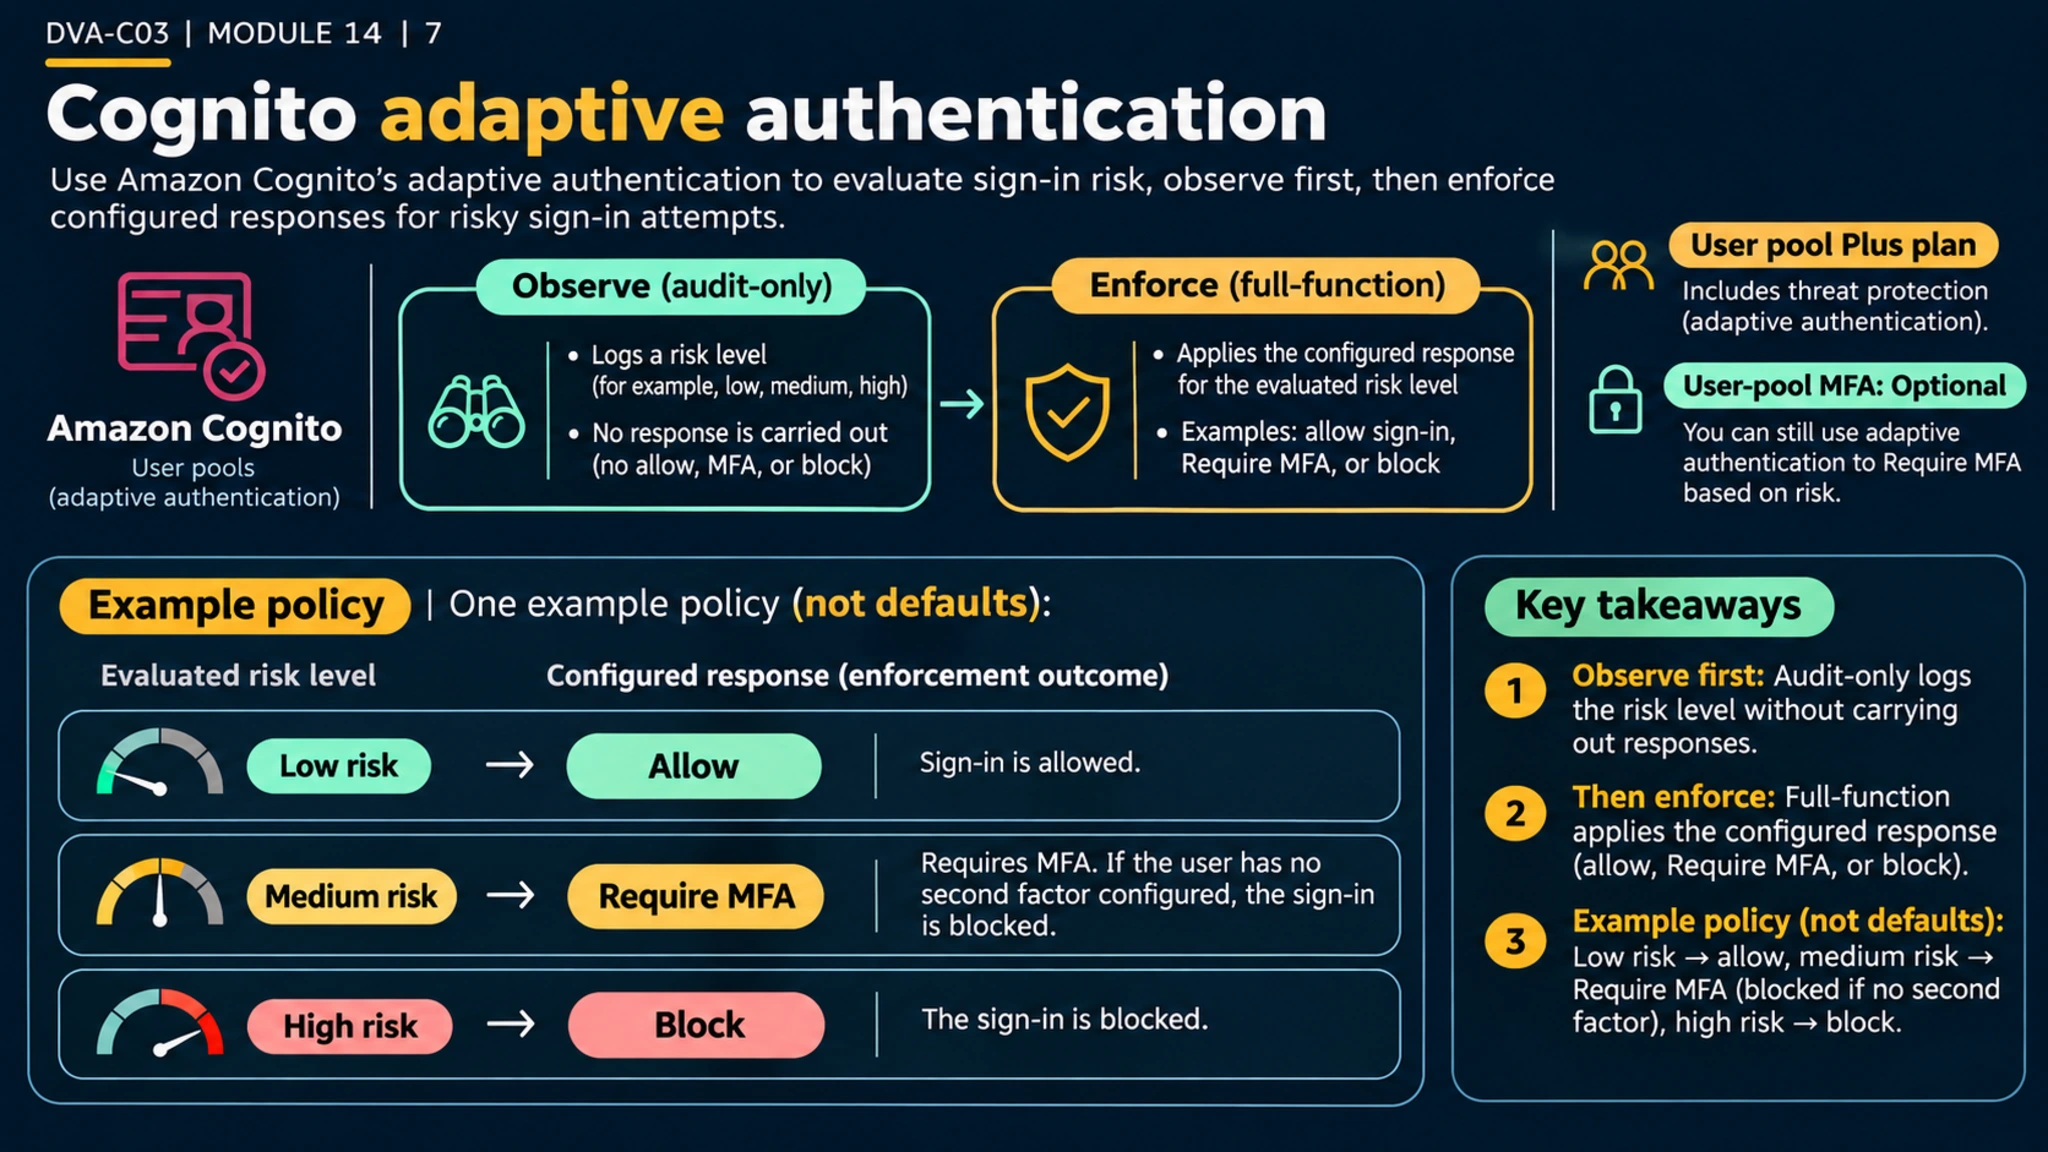 DVA-C03 | MODULE 14 | 7
Cognito adaptive authentication
Use Amazon Cognito's adaptive authentication to evaluate sign-in risk, observe first, then enforce
configured responses for risky sign-in attempts.
Amazon Cognito
User pools
(adaptive authentication)
Observe (audit-only)
• Logs a risk level
(for example, low, medium, high)
• No response is carried out
(no allow, MFA, or block)
Enforce (full-function)
• Applies the configured response
for the evaluated risk level
• Examples: allow sign-in,
Require MFA, or block
User pool Plus plan
Includes threat protection
(adaptive authentication).
User-pool MFA: Optional
You can still use adaptive
authentication to Require MFA
based on risk.
Example policy | One example policy (not defaults):
Evaluated risk level
Configured response (enforcement outcome)
Low risk → Allow
Sign-in is allowed.
Medium risk → Require MFA
Requires MFA. If the user has no
second factor configured, the sign-in
is blocked.
High risk → Block
The sign-in is blocked.
Key takeaways
1 Observe first: Audit-only logs
the risk level without carrying
out responses.
2 Then enforce: Full-function
applies the configured response
(allow, Require MFA, or block).
3 Example policy (not defaults):
Low risk → allow, medium risk →
Require MFA (blocked if no second
factor), high risk → block.